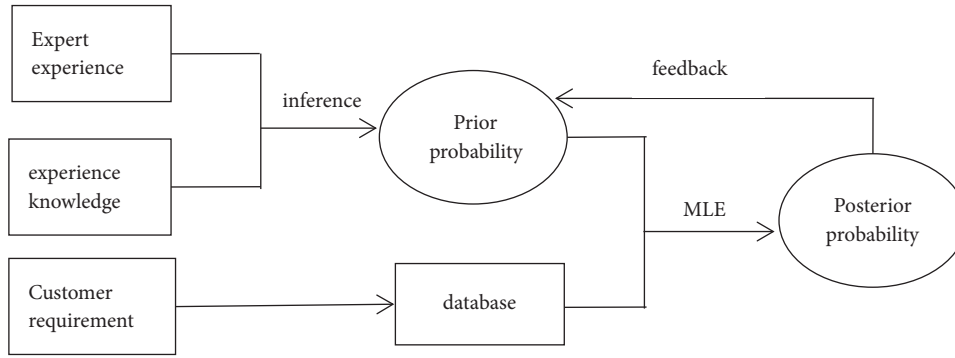 Expert
experience
inference
feedback
Prior
probability
experience
knowledge
MLE
Posterior
probability
Customer
requirement
database